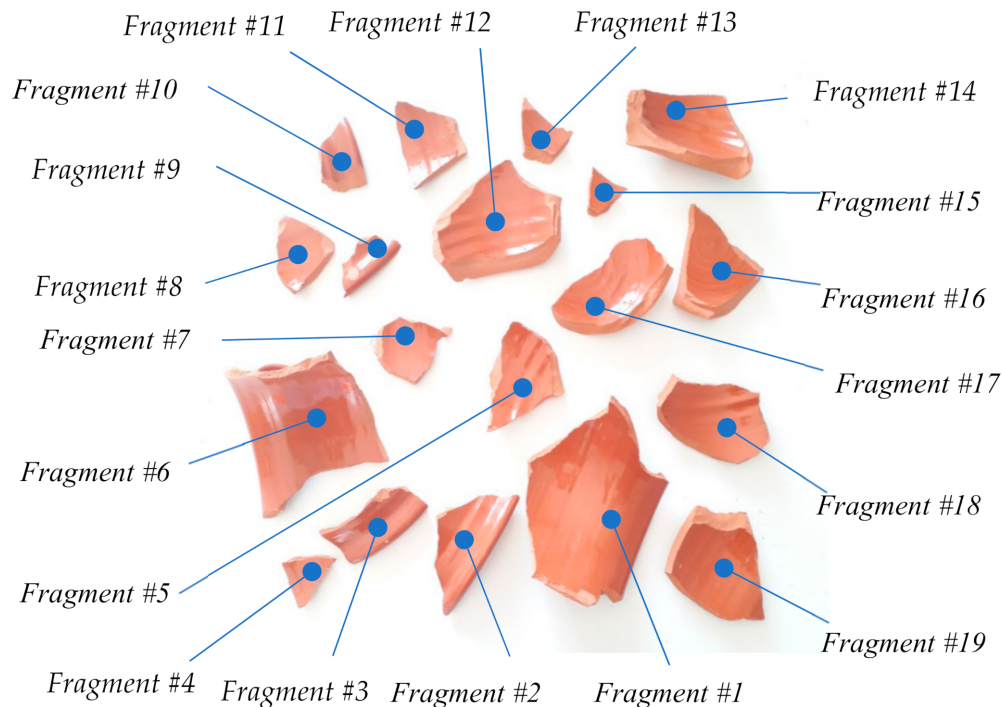 Fragment #11
Fragment #12
Fragment #13
Fragment #10
Fragment #14
Fragment #9
Fragment #15
Fragment #8
Fragment #16
Fragment #7
Fragment #17
Fragment #6
Fragment #18
Fragment #5
Fragment #19
Fragment #4
Fragment #3
Fragment #2
Fragment #1